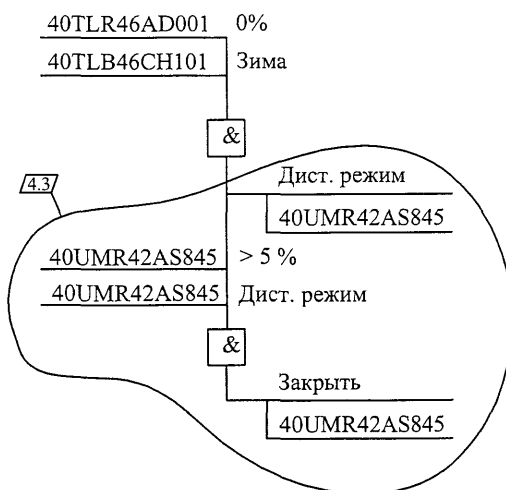 40TLR46AD001 0%
40TLB46CH101 Зима
&
4.3
Дист. режим
40UMR42AS845
40UMR42AS845 > 5 %
40UMR42AS845 Дист. режим
&
Закрыть
40UMR42AS845